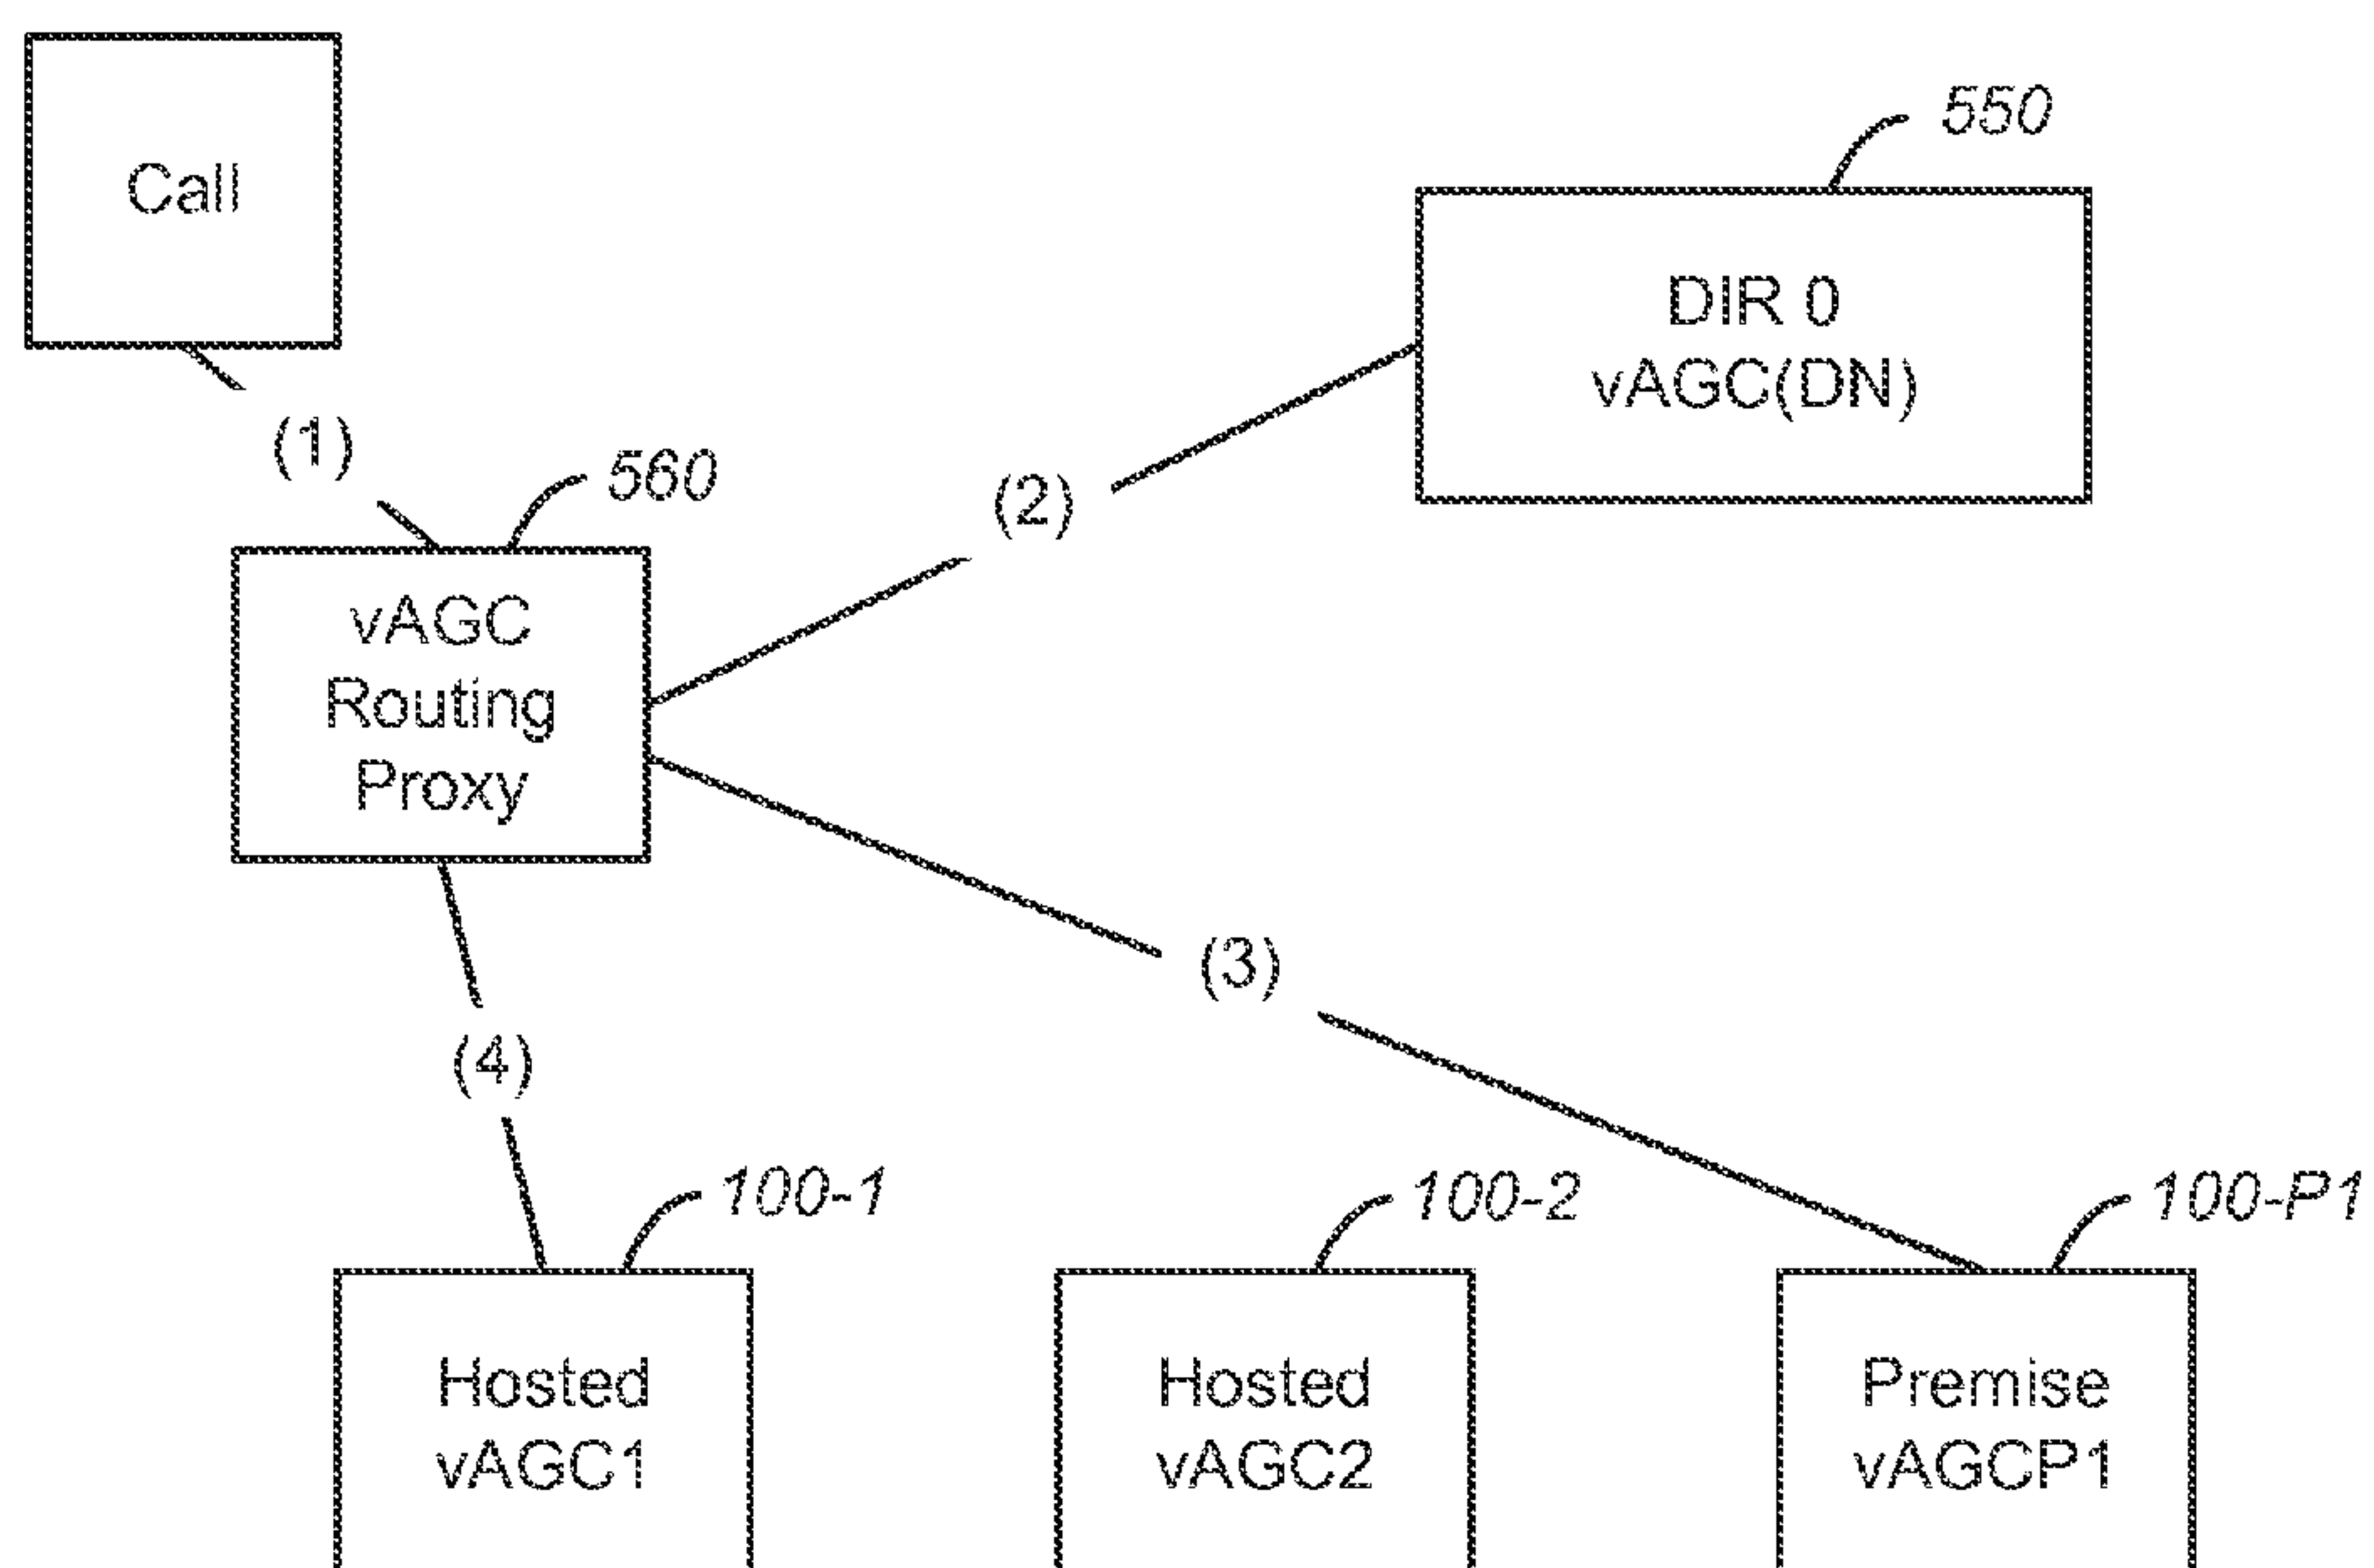 Call
550
DIR 0
vAGC(DN)
(1)
560
(2)
vAGC
Routing
Proxy
(3)
(4)
100-1
100-2
100-P1
Hosted
vAGC1
Hosted
vAGC2
Premise
vAGCP1